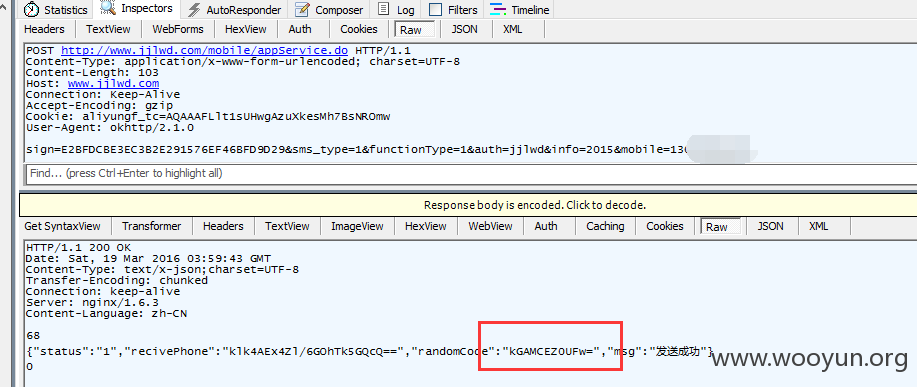 Statistics Inspectors AutoResponder Composer Log Filters Timeline
Headers TextView WebForms HexView Auth Cookies Raw JSON XML
POST http://www.jjlwd.com/mobile/appService.do HTTP/1.1
Content-Type: application/x-www-form-urlencoded; charset=UTF-8
Content-Length: 103
Host: www.jjlwd.com
Connection: Keep-Alive
Accept-Encoding: gzip
Cookie: aliyungf_tc=AQAAAFLlt1sUHwgAzuXkesMh7BsNROmw
User-Agent: okhttp/2.1.0
sign=E2BFDCBE3EC3B2E291576EF46BFD9D29&sms_type=1&functionType=1&auth=jjlwd&info=2015&mobile=130
Find... (press Ctrl+Enter to highlight all)
Response body is encoded. Click to decode.
Get SyntaxView Transformer Headers TextView ImageView HexView WebView Auth Caching Cookies Raw JSON XML
HTTP/1.1 200 OK
Date: Sat, 19 Mar 2016 03:59:43 GMT
Content-Type: text/x-json;charset=UTF-8
Transfer-Encoding: chunked
Connection: keep-alive
Server: nginx/1.6.3
Content-Language: zh-CN
68
{"status":"1","recivePhone":"klk4AEx4Zl/6GOhTk5GQcQ==","randomCode":"kGAMCEZ0UFw=","msg":"发送成功"}
0
www.wooyun.org